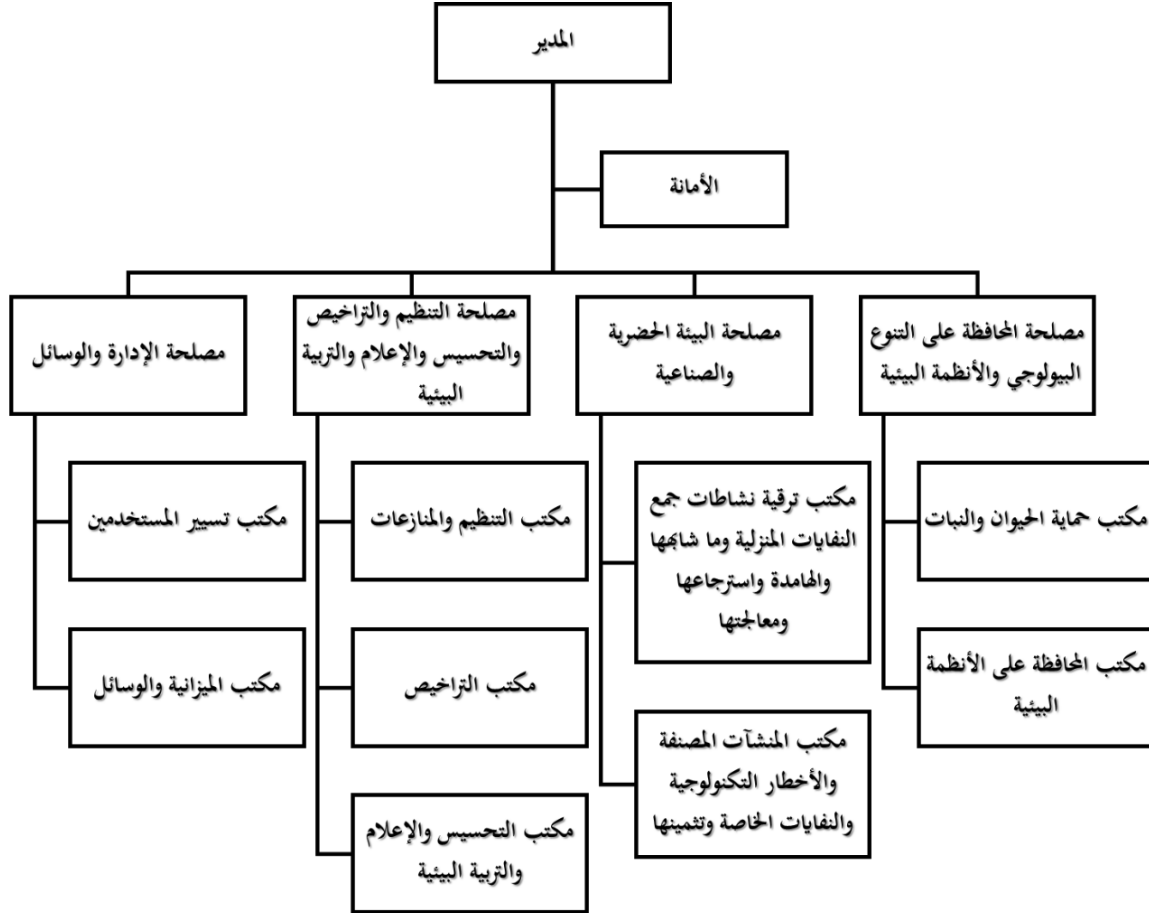 المدير
الأمانة
مصلحة المحافظة على التنوع
البيولوجي والأنظمة البيئية
مكتب حماية الحيوان والنبات
مكتب المحافظة على الأنظمة
البيئية
مصلحة البيئة الحضرية
والصناعية
مكتب ترقية نشاطات جمع
النفايات المنزلية وما شابهها
والهامدة واسترجاعها
ومعالجتها
مكتب المنشآت المصنفة
والأخطار التكنولوجية
والنفايات الخاصة وتثمينها
مصلحة التنظيم والتراخيص
والتحسيس والإعلام والتربية
البيئية
مكتب التنظيم والمنازعات
مكتب التراخيص
مكتب التحسيس والإعلام
والتربية البيئية
مصلحة الإدارة والوسائل
مكتب تسيير المستخدمين
مكتب الميزانية والوسائل